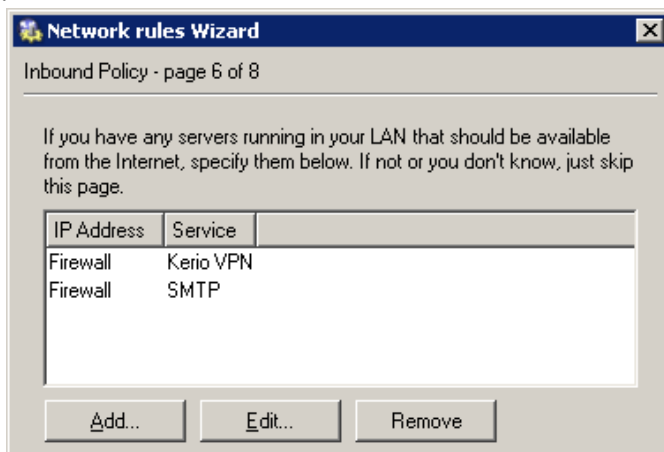 Network rules Wizard
Inbound Policy - page 6 of 8
If you have any servers running in your LAN that should be available
from the Internet, specify them below. If not or you don't know, just skip
this page.
IP Address Service
Firewall Kerio VPN
Firewall SMTP
Add... Edit... Remove